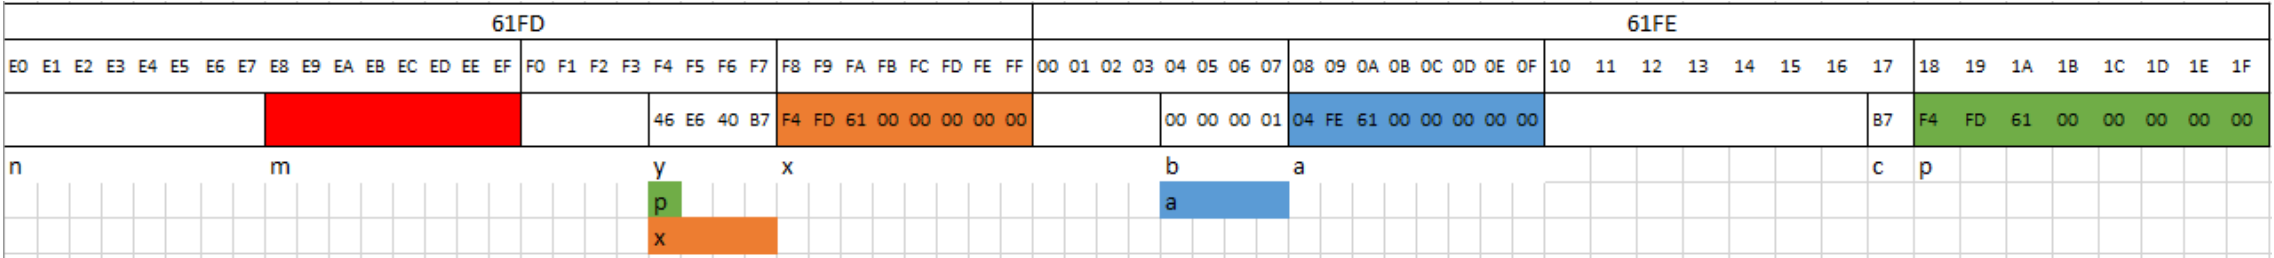 61FD 61FE
E0 E1 E2 E3 E4 E5 E6 E7 E8 E9 EA EB EC ED EE EF F0 F1 F2 F3 F4 F5 F6 F7 F8 F9 FA FB FC FD FE FF 00 01 02 03 04 05 06 07 08 09 0A 0B 0C 0D 0E 0F 10 11 12 13 14 15 16 17 18 19 1A 1B 1C 1D 1E 1F
46 E6 40 B7 F4 FD 61 00 00 00 00 00 00 00 00 01 04 FE 61 00 00 00 00 00 B7 F4 FD 61 00 00 00 00 00
n m y x b a c p
p a
x